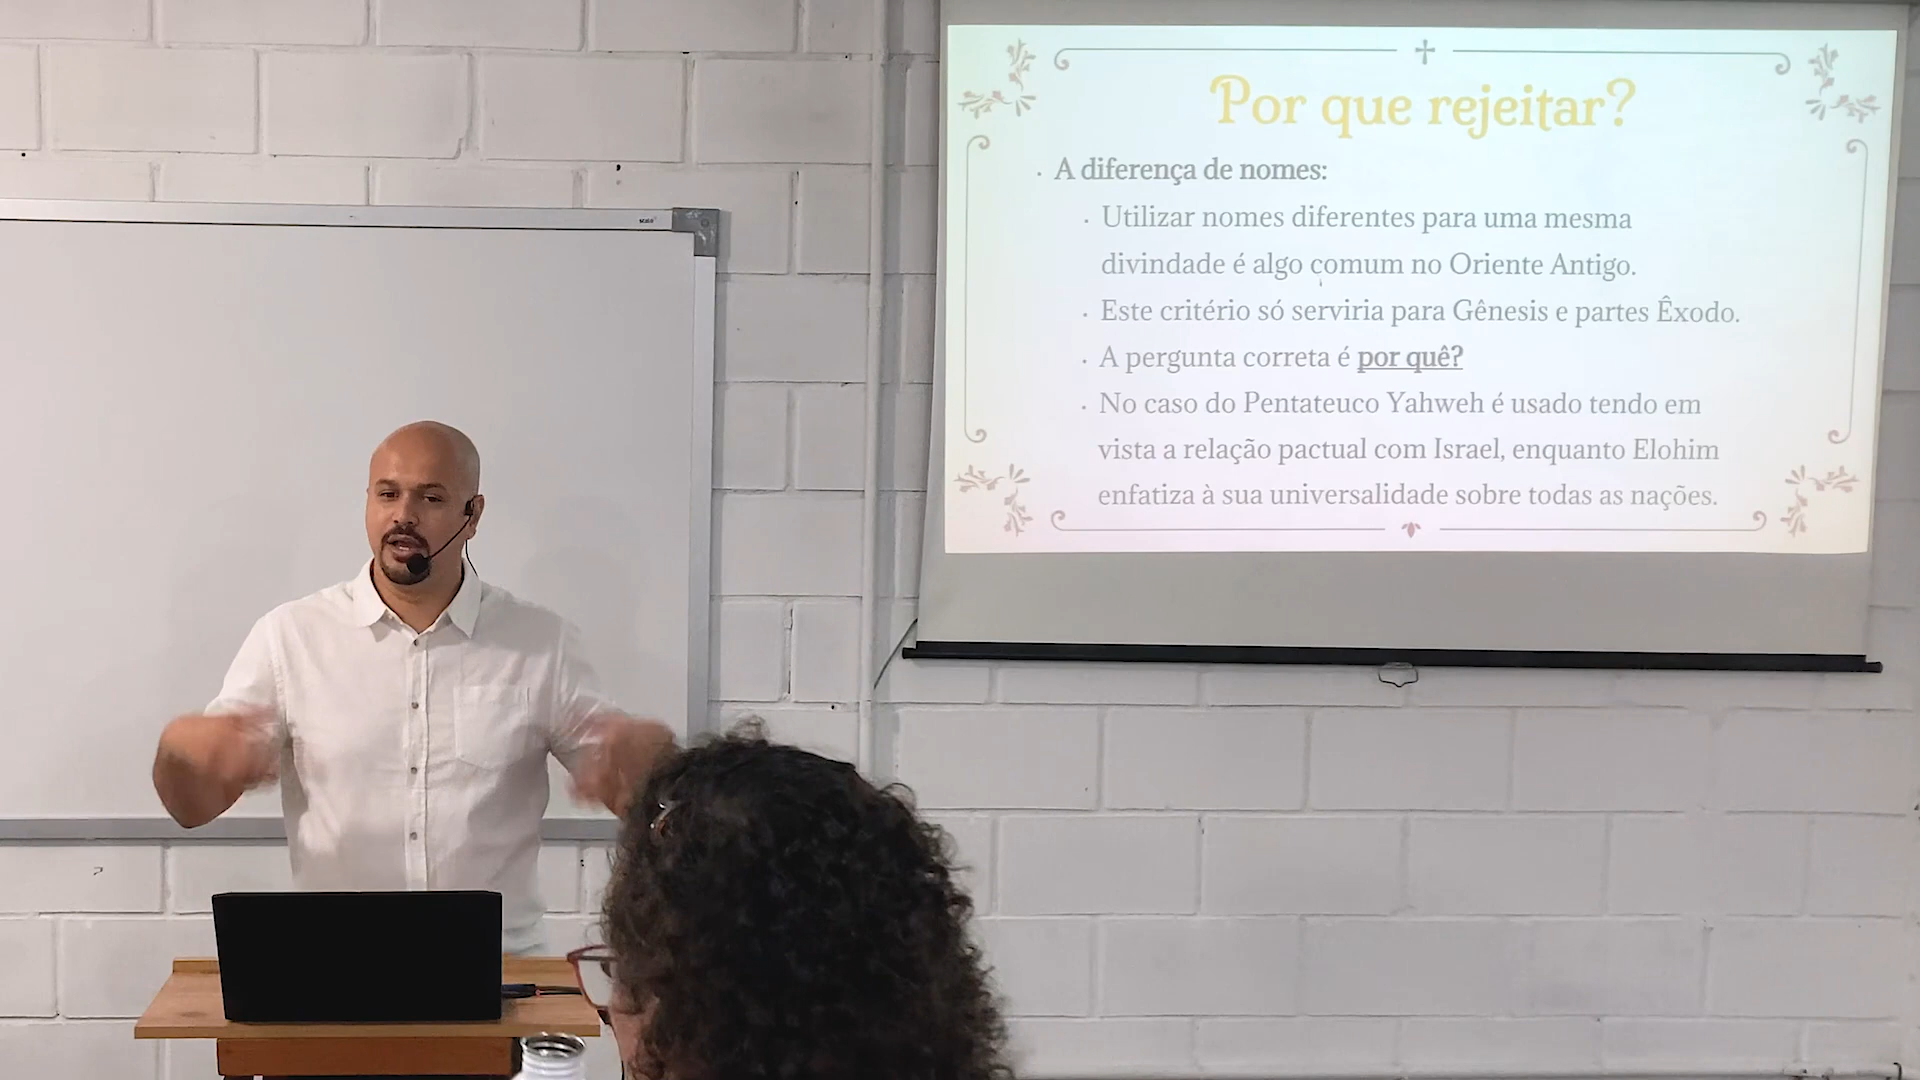 Por que rejeitar?
· A diferença de nomes:
· Utilizar nomes diferentes para uma mesma
divindade é algo comum no Oriente Antigo.
· Este critério só serviria para Gênesis e partes Êxodo.
· A pergunta correta é por quê?
· No caso do Pentateuco Yahweh é usado tendo em
vista a relação pactual com Israel, enquanto Elohim
enfatiza à sua universalidade sobre todas as nações.